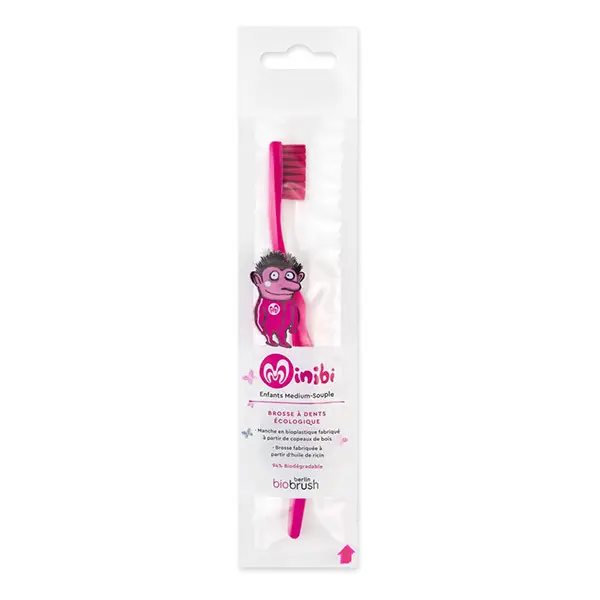 Minibi
Enfants Medium-Souple
BROSSE À DENTS
ÉCOLOGIQUE
· Manche en bioplastique fabriqué
à partir de copeaux de bois
· Brosse fabriquée à
partir d'huile de ricin
94% Biodégradable
berlin
biobrush